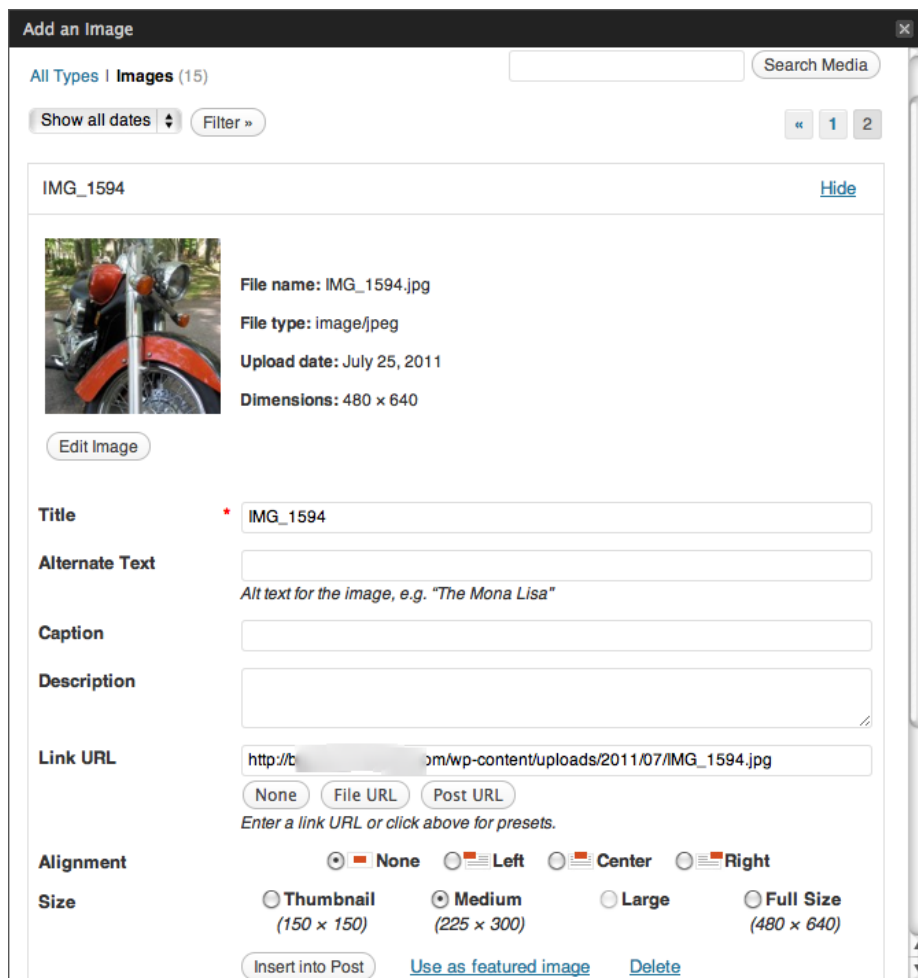 Add an Image
All Types | Images (15)
Search Media
Show all dates
Filter »
« 1 2
IMG_1594
Hide
File name: IMG_1594.jpg
File type: image/jpeg
Upload date: July 25, 2011
Dimensions: 480 × 640
Edit Image
Title * IMG_1594
Alternate Text
Alt text for the image, e.g. “The Mona Lisa”
Caption
Description
Link URL http://b om/wp-content/uploads/2011/07/IMG_1594.jpg
None File URL Post URL
Enter a link URL or click above for presets.
Alignment None Left Center Right
Size Thumbnail Medium Large Full Size
(150 × 150) (225 × 300) (480 × 640)
Insert into Post Use as featured image Delete